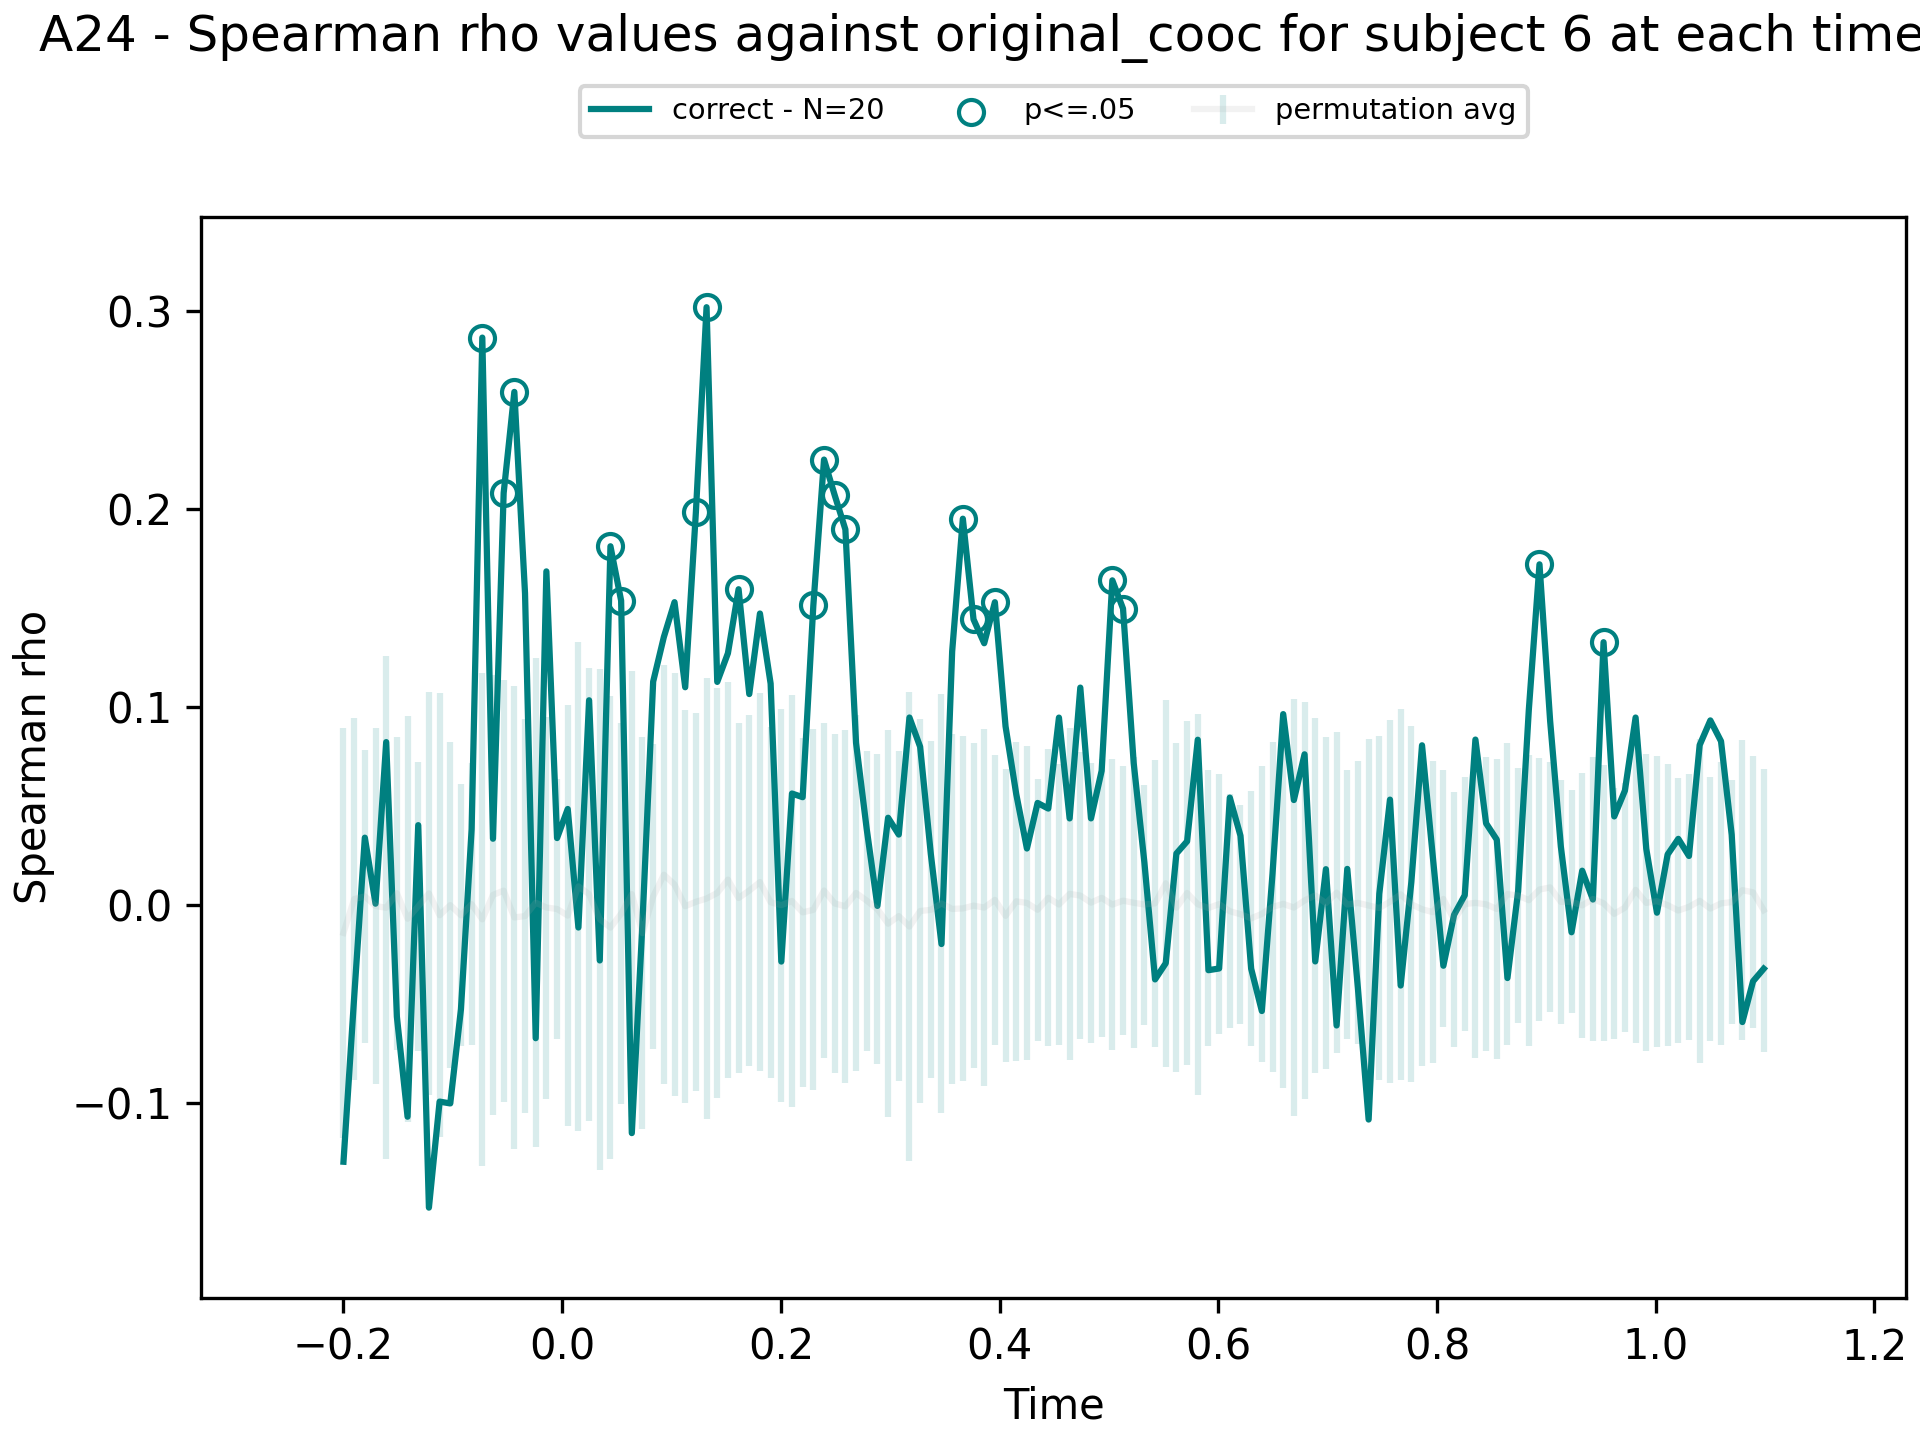 A24 - Spearman rho values against original_cooc for subject 6 at each time
correct - N=20 p<=.05 permutation avg
Spearman rho
0.3
0.2
0.1
0.0
−0.1
−0.2 0.0 0.2 0.4 0.6 0.8 1.0 1.2
Time